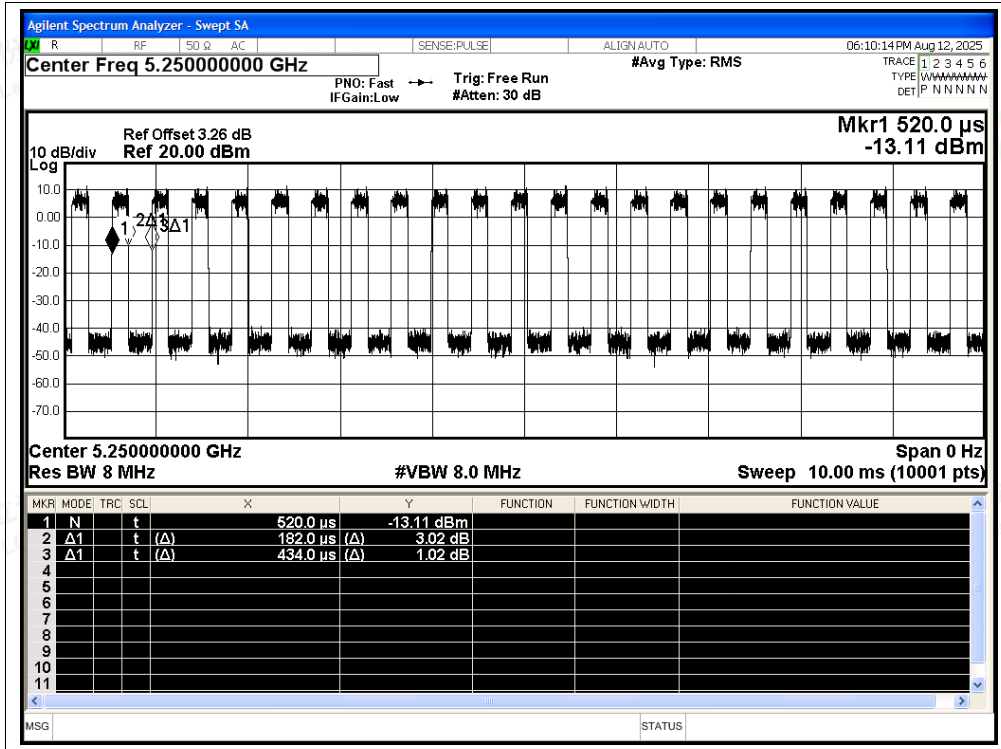 Agilent Spectrum Analyzer - Swept SA
LXI R RF 50 Ω AC SENSE:PULSE ALIGN AUTO 06:10:14 PM Aug 12, 2025
Center Freq 5.250000000 GHz #Avg Type: RMS TRACE 1 2 3 4 5 6
PNO: Fast Trig: Free Run TYPE WWWWWW
IFGain:Low #Atten: 30 dB DET P N N N N N
Mkr1 520.0 µs
Ref Offset 3.26 dB
10 dB/div Ref 20.00 dBm -13.11 dBm
Log
10.0
0.00
1 2Δ1 3Δ1
-10.0
-20.0
-30.0
-40.0
-50.0
-60.0
-70.0
Center 5.250000000 GHz Span 0 Hz
Res BW 8 MHz #VBW 8.0 MHz Sweep 10.00 ms (10001 pts)
MKR MODE TRC SCL X Y FUNCTION FUNCTION WIDTH FUNCTION VALUE
1 N t 520.0 µs -13.11 dBm
2 Δ1 t (Δ) 182.0 µs (Δ) 3.02 dB
3 Δ1 t (Δ) 434.0 µs (Δ) 1.02 dB
4
5
6
7
8
9
10
11
MSG STATUS